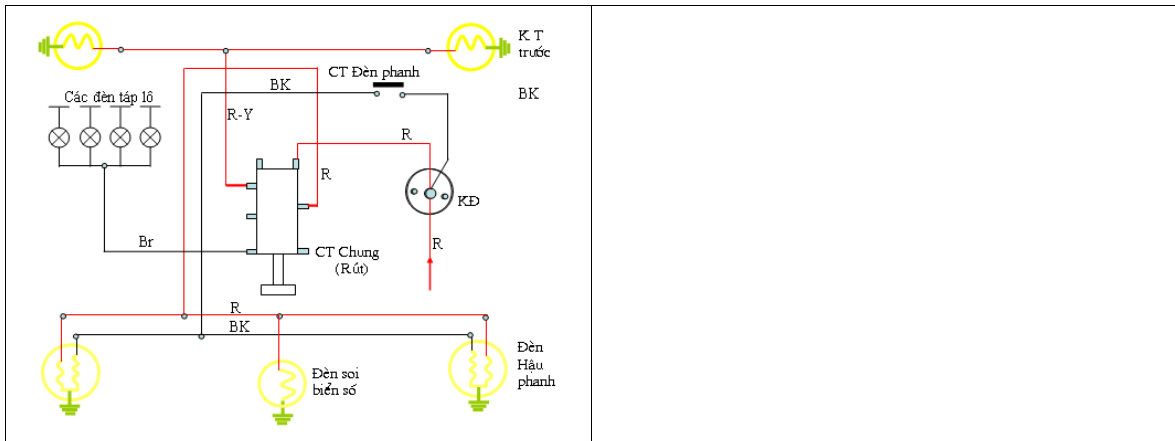 K T
trước
CT Đèn phanh
BK
BK
Các đèn táp lô
R-Y
R
R
KĐ
Br
R
CT Chung
(Rút)
R
BK
Đèn
Hậu
phanh
Đèn soi
biển số